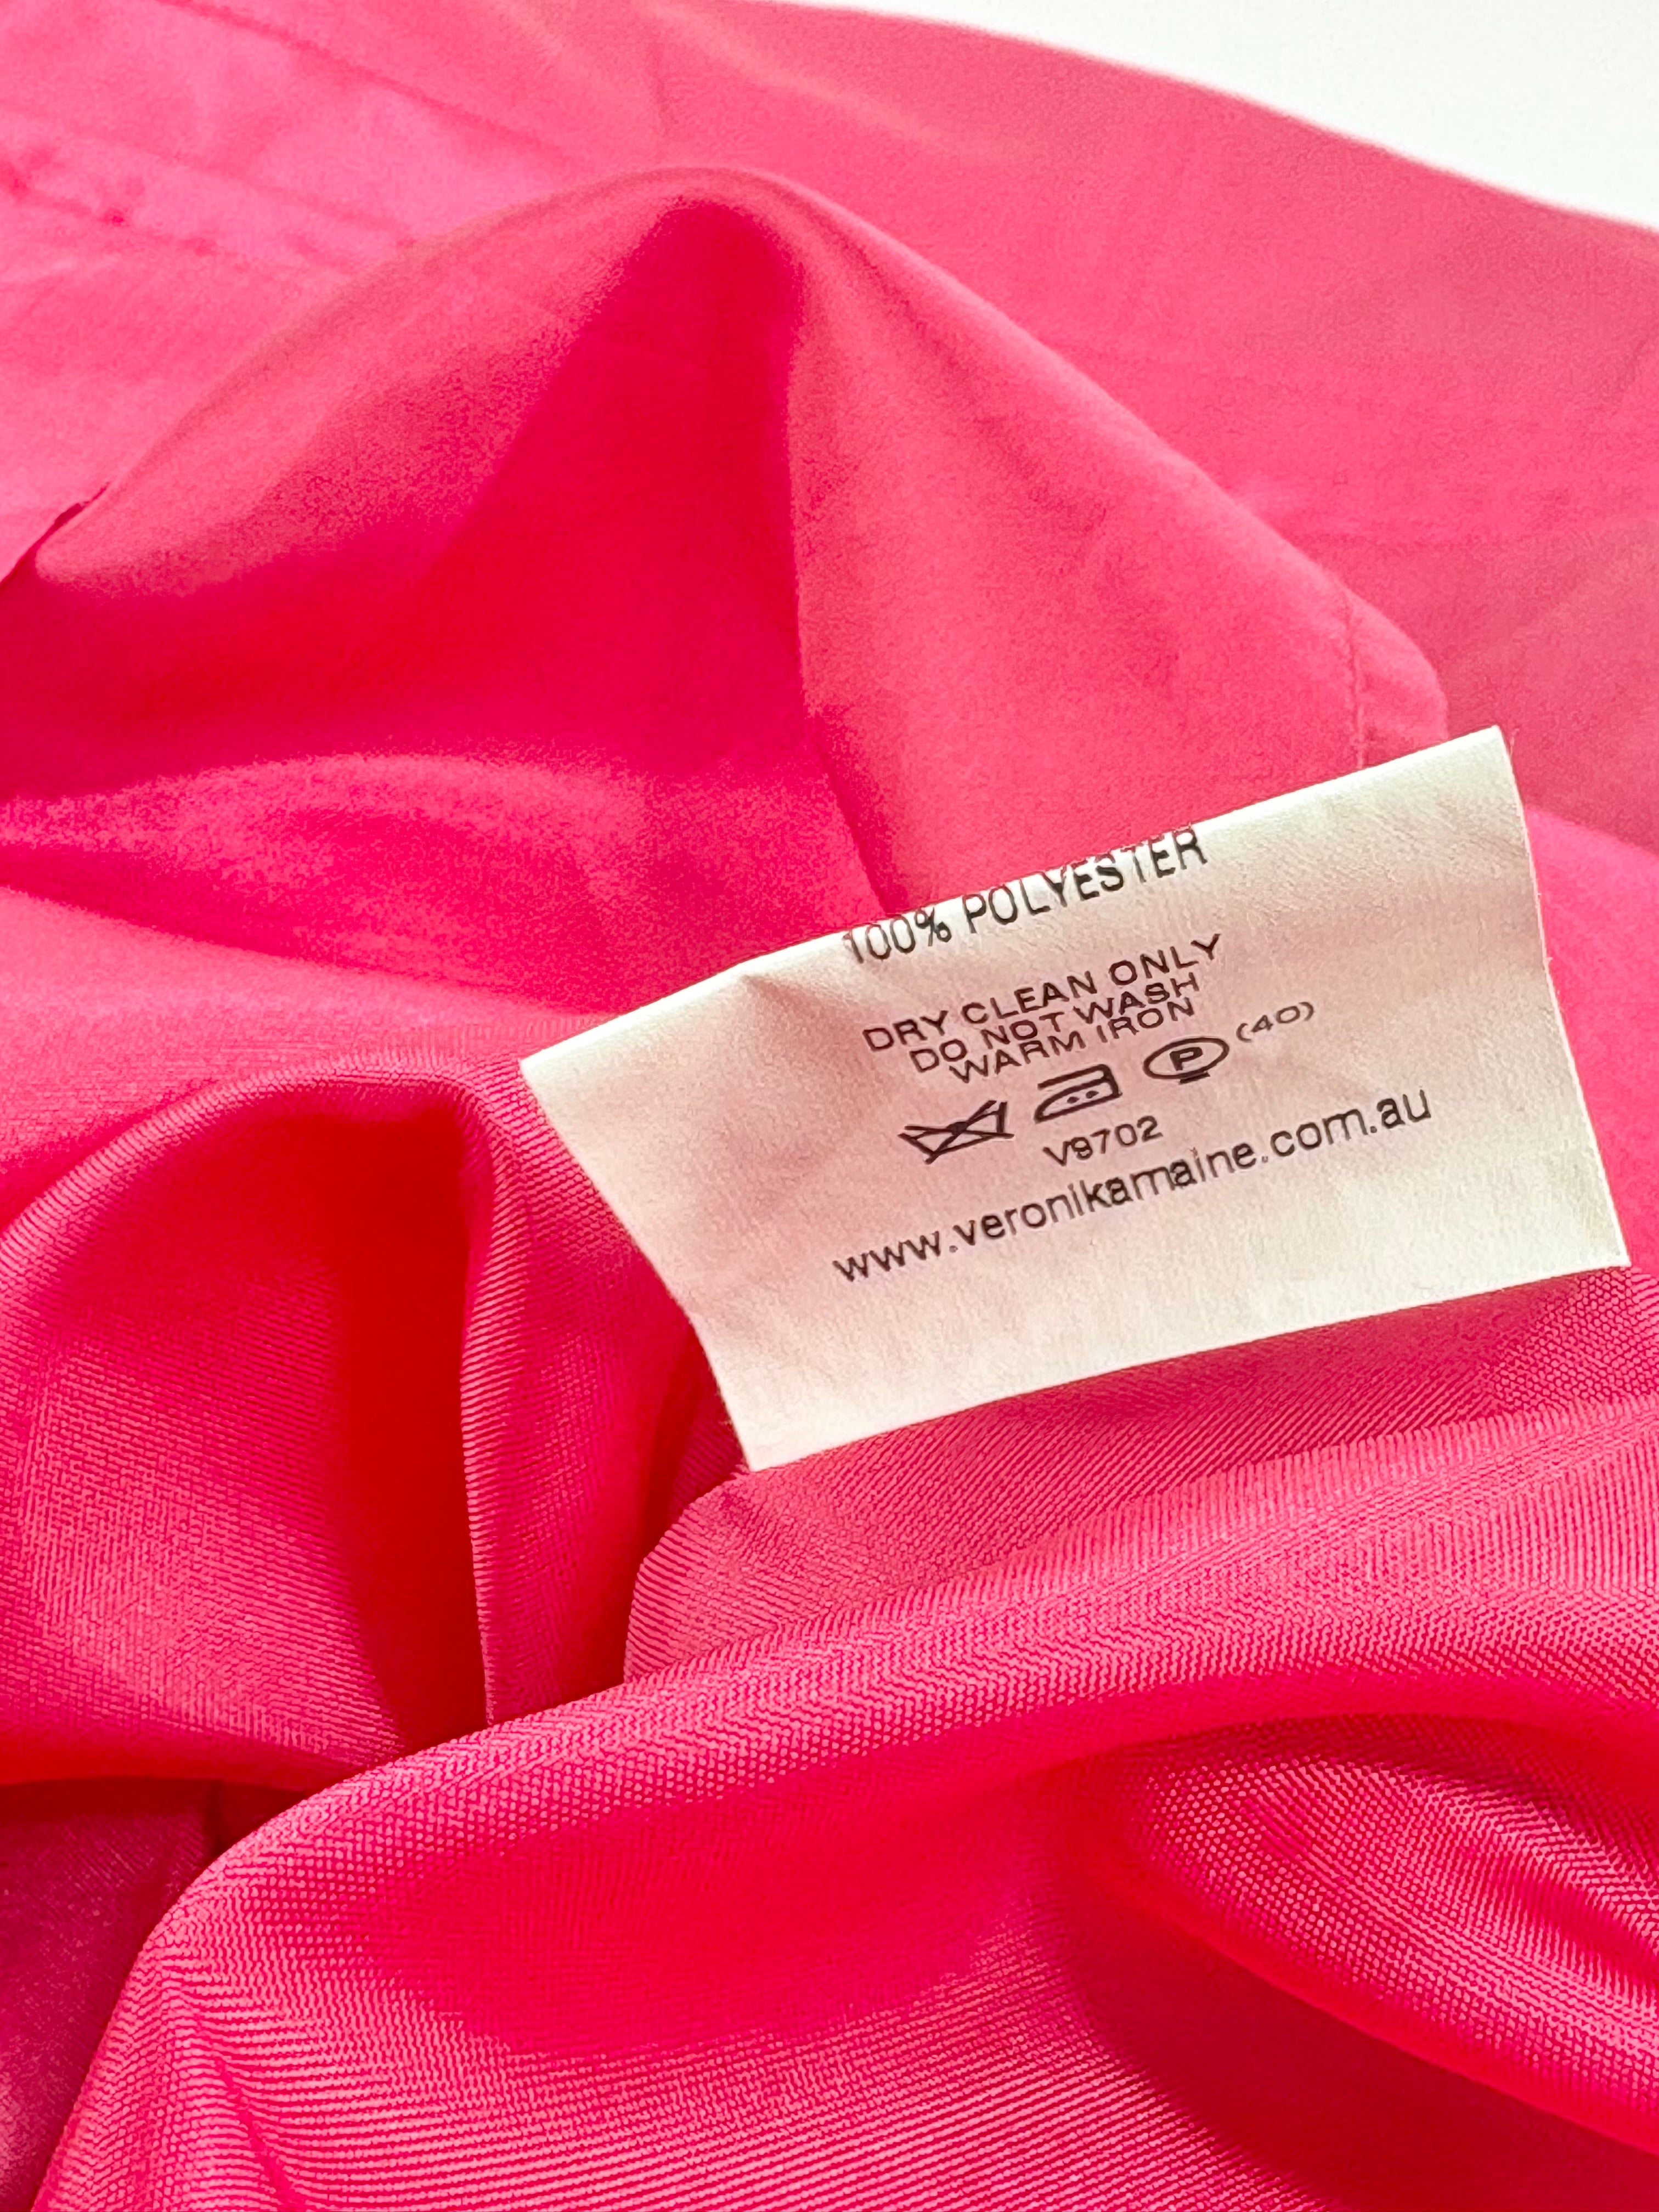 100% POLYESTER
DRY CLEAN ONLY
DO NOT WASH
WARM IRON
P (40)
V9702
www.veronikamaine.com.au